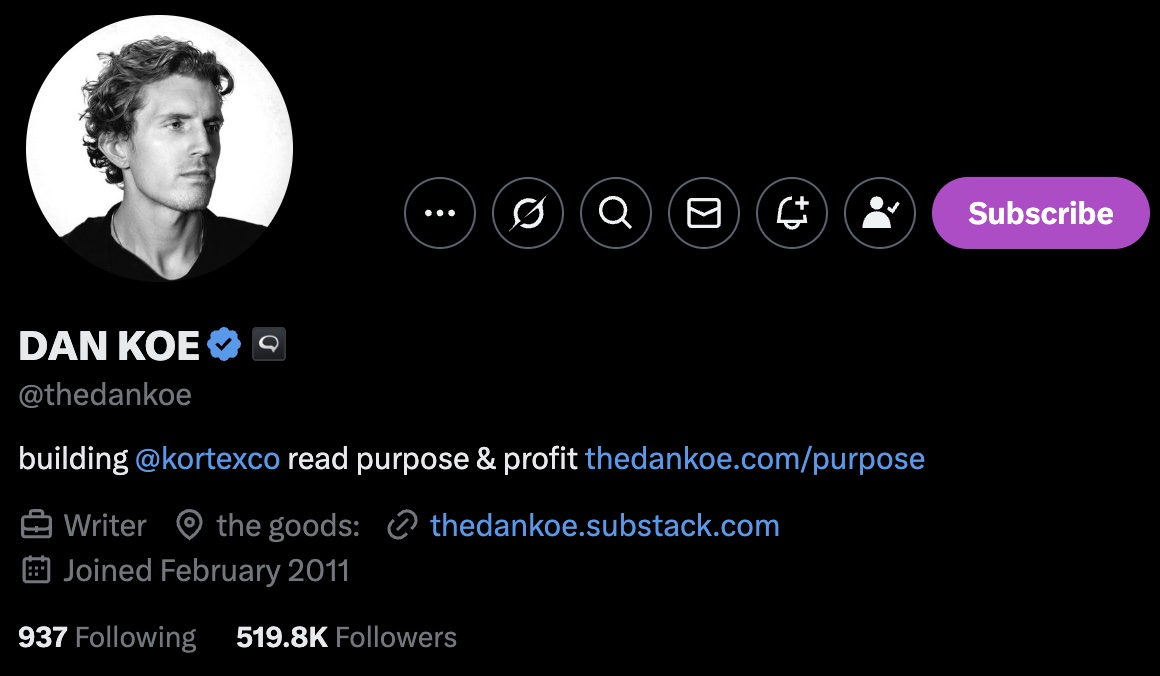 Subscribe
DAN KOE
@thedankoe
building @kortexco read purpose & profit thedankoe.com/purpose
Writer the goods: thedankoe.substack.com
Joined February 2011
937 Following 519.8K Followers